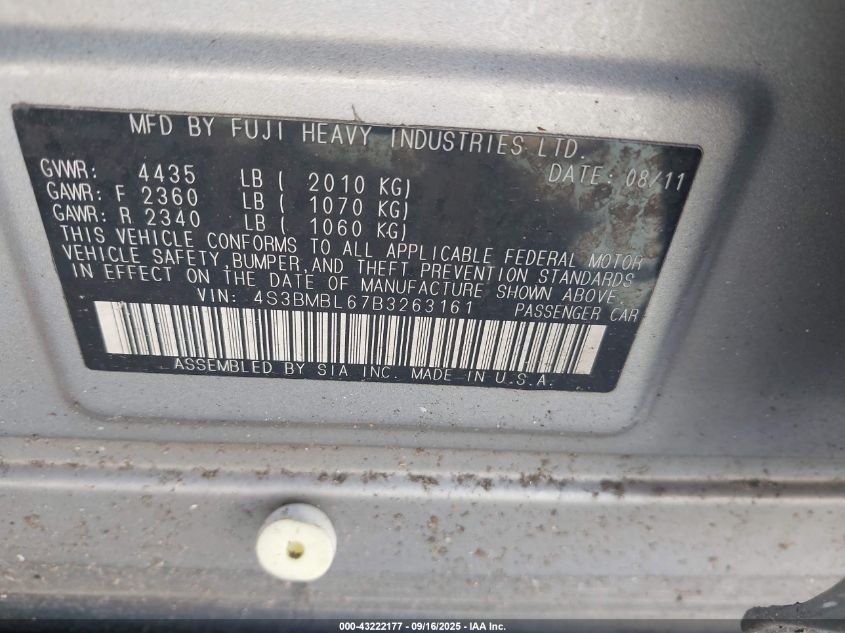 MFD BY FUJI HEAVY INDUSTRIES LTD.
DATE: 08/11
GVWR: 4435 LB ( 2010 KG)
GAWR: F 2360 LB ( 1070 KG)
GAWR: R 2340 LB ( 1060 KG)
THIS VEHICLE CONFORMS TO ALL APPLICABLE FEDERAL MOTOR
VEHICLE SAFETY, BUMPER, AND THEFT PREVENTION STANDARDS
IN EFFECT ON THE DATE OF MANUFACTURE SHOWN ABOVE.
VIN: 4S3BMBL67B3263161 PASSENGER CAR
ASSEMBLED BY SIA INC. MADE IN U.S.A.
000-43222177 - 09/16/2025 - IAA Inc.